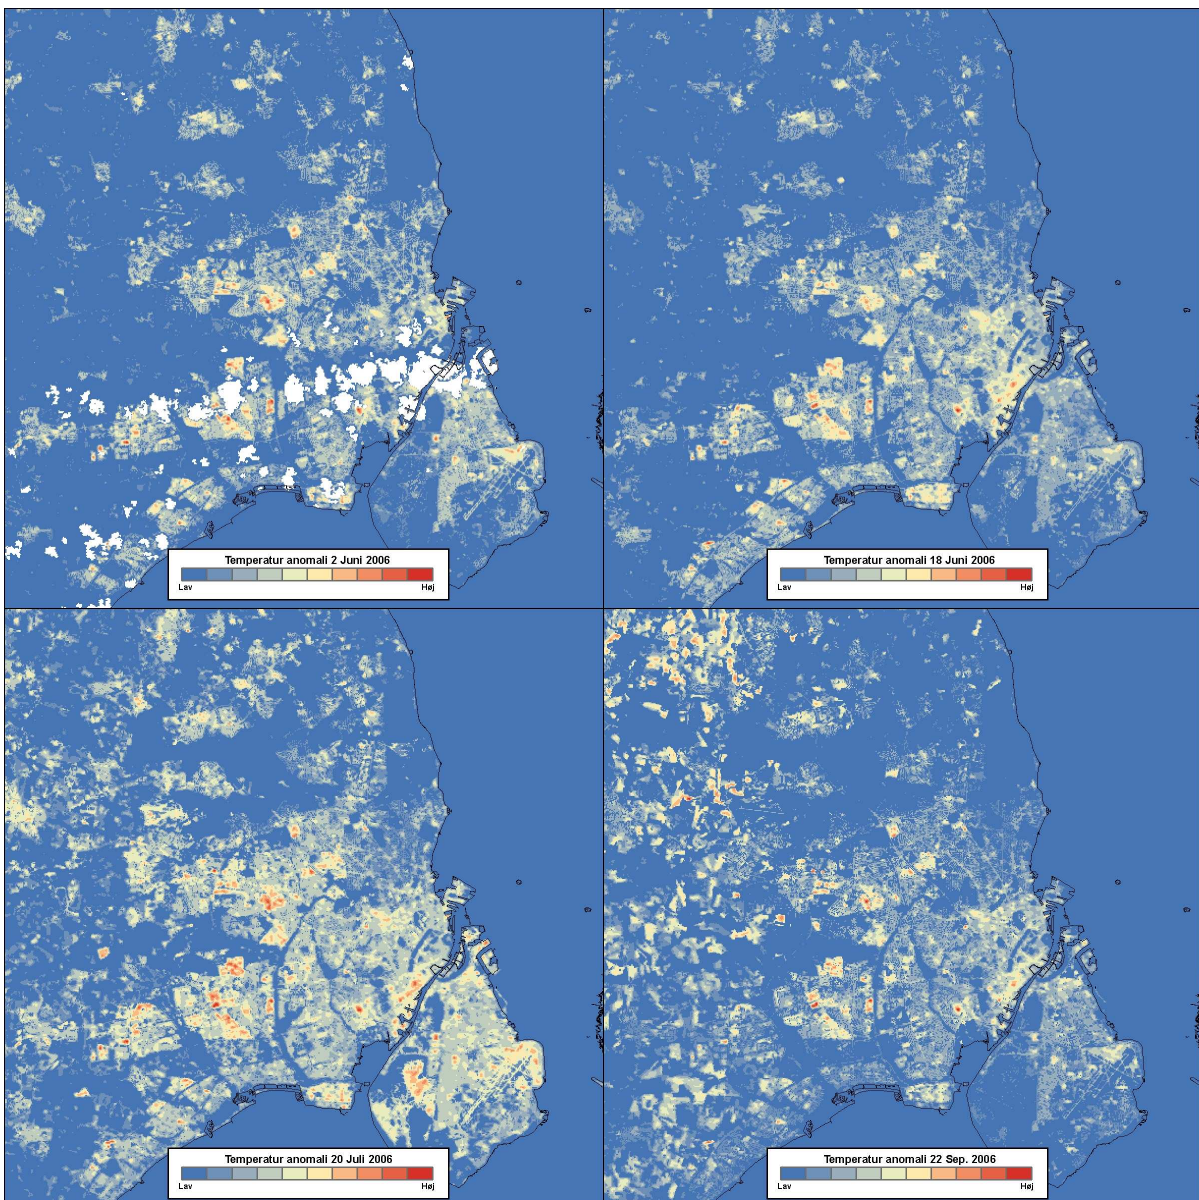 Temperatur anomali 2 Juni 2006
Lav Høj
Temperatur anomali 18 Juni 2006
Lav Høj
Temperatur anomali 20 Juli 2006
Lav Høj
Temperatur anomali 22 Sep. 2006
Lav Høj